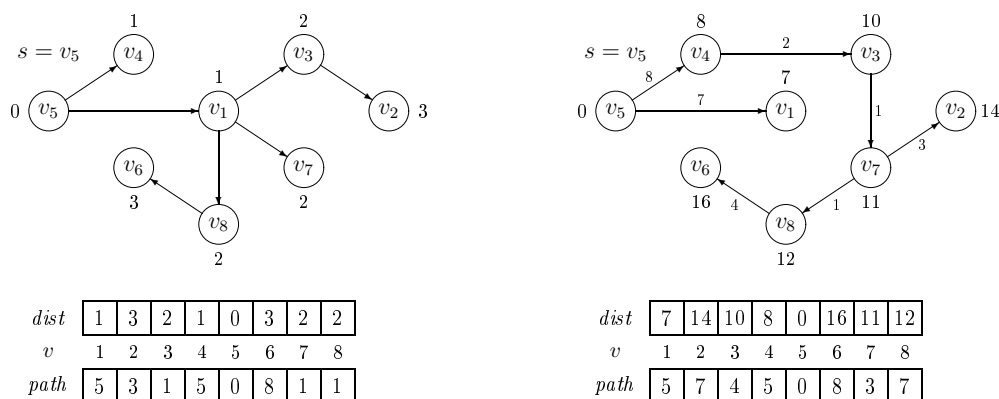 1
2
s = v5
v4
v3
1
0
v5
v1
v2
3
v6
v7
3
2
v8
2
dist 1 3 2 1 0 3 2 2
v 1 2 3 4 5 6 7 8
path 5 3 1 5 0 8 1 1
8
10
s = v5
v4
2
v3
8
7
0
v5
7
v1
1
v2
14
3
v6
v7
16
4
1
11
v8
12
dist 7 14 10 8 0 16 11 12
v 1 2 3 4 5 6 7 8
path 5 7 4 5 0 8 3 7